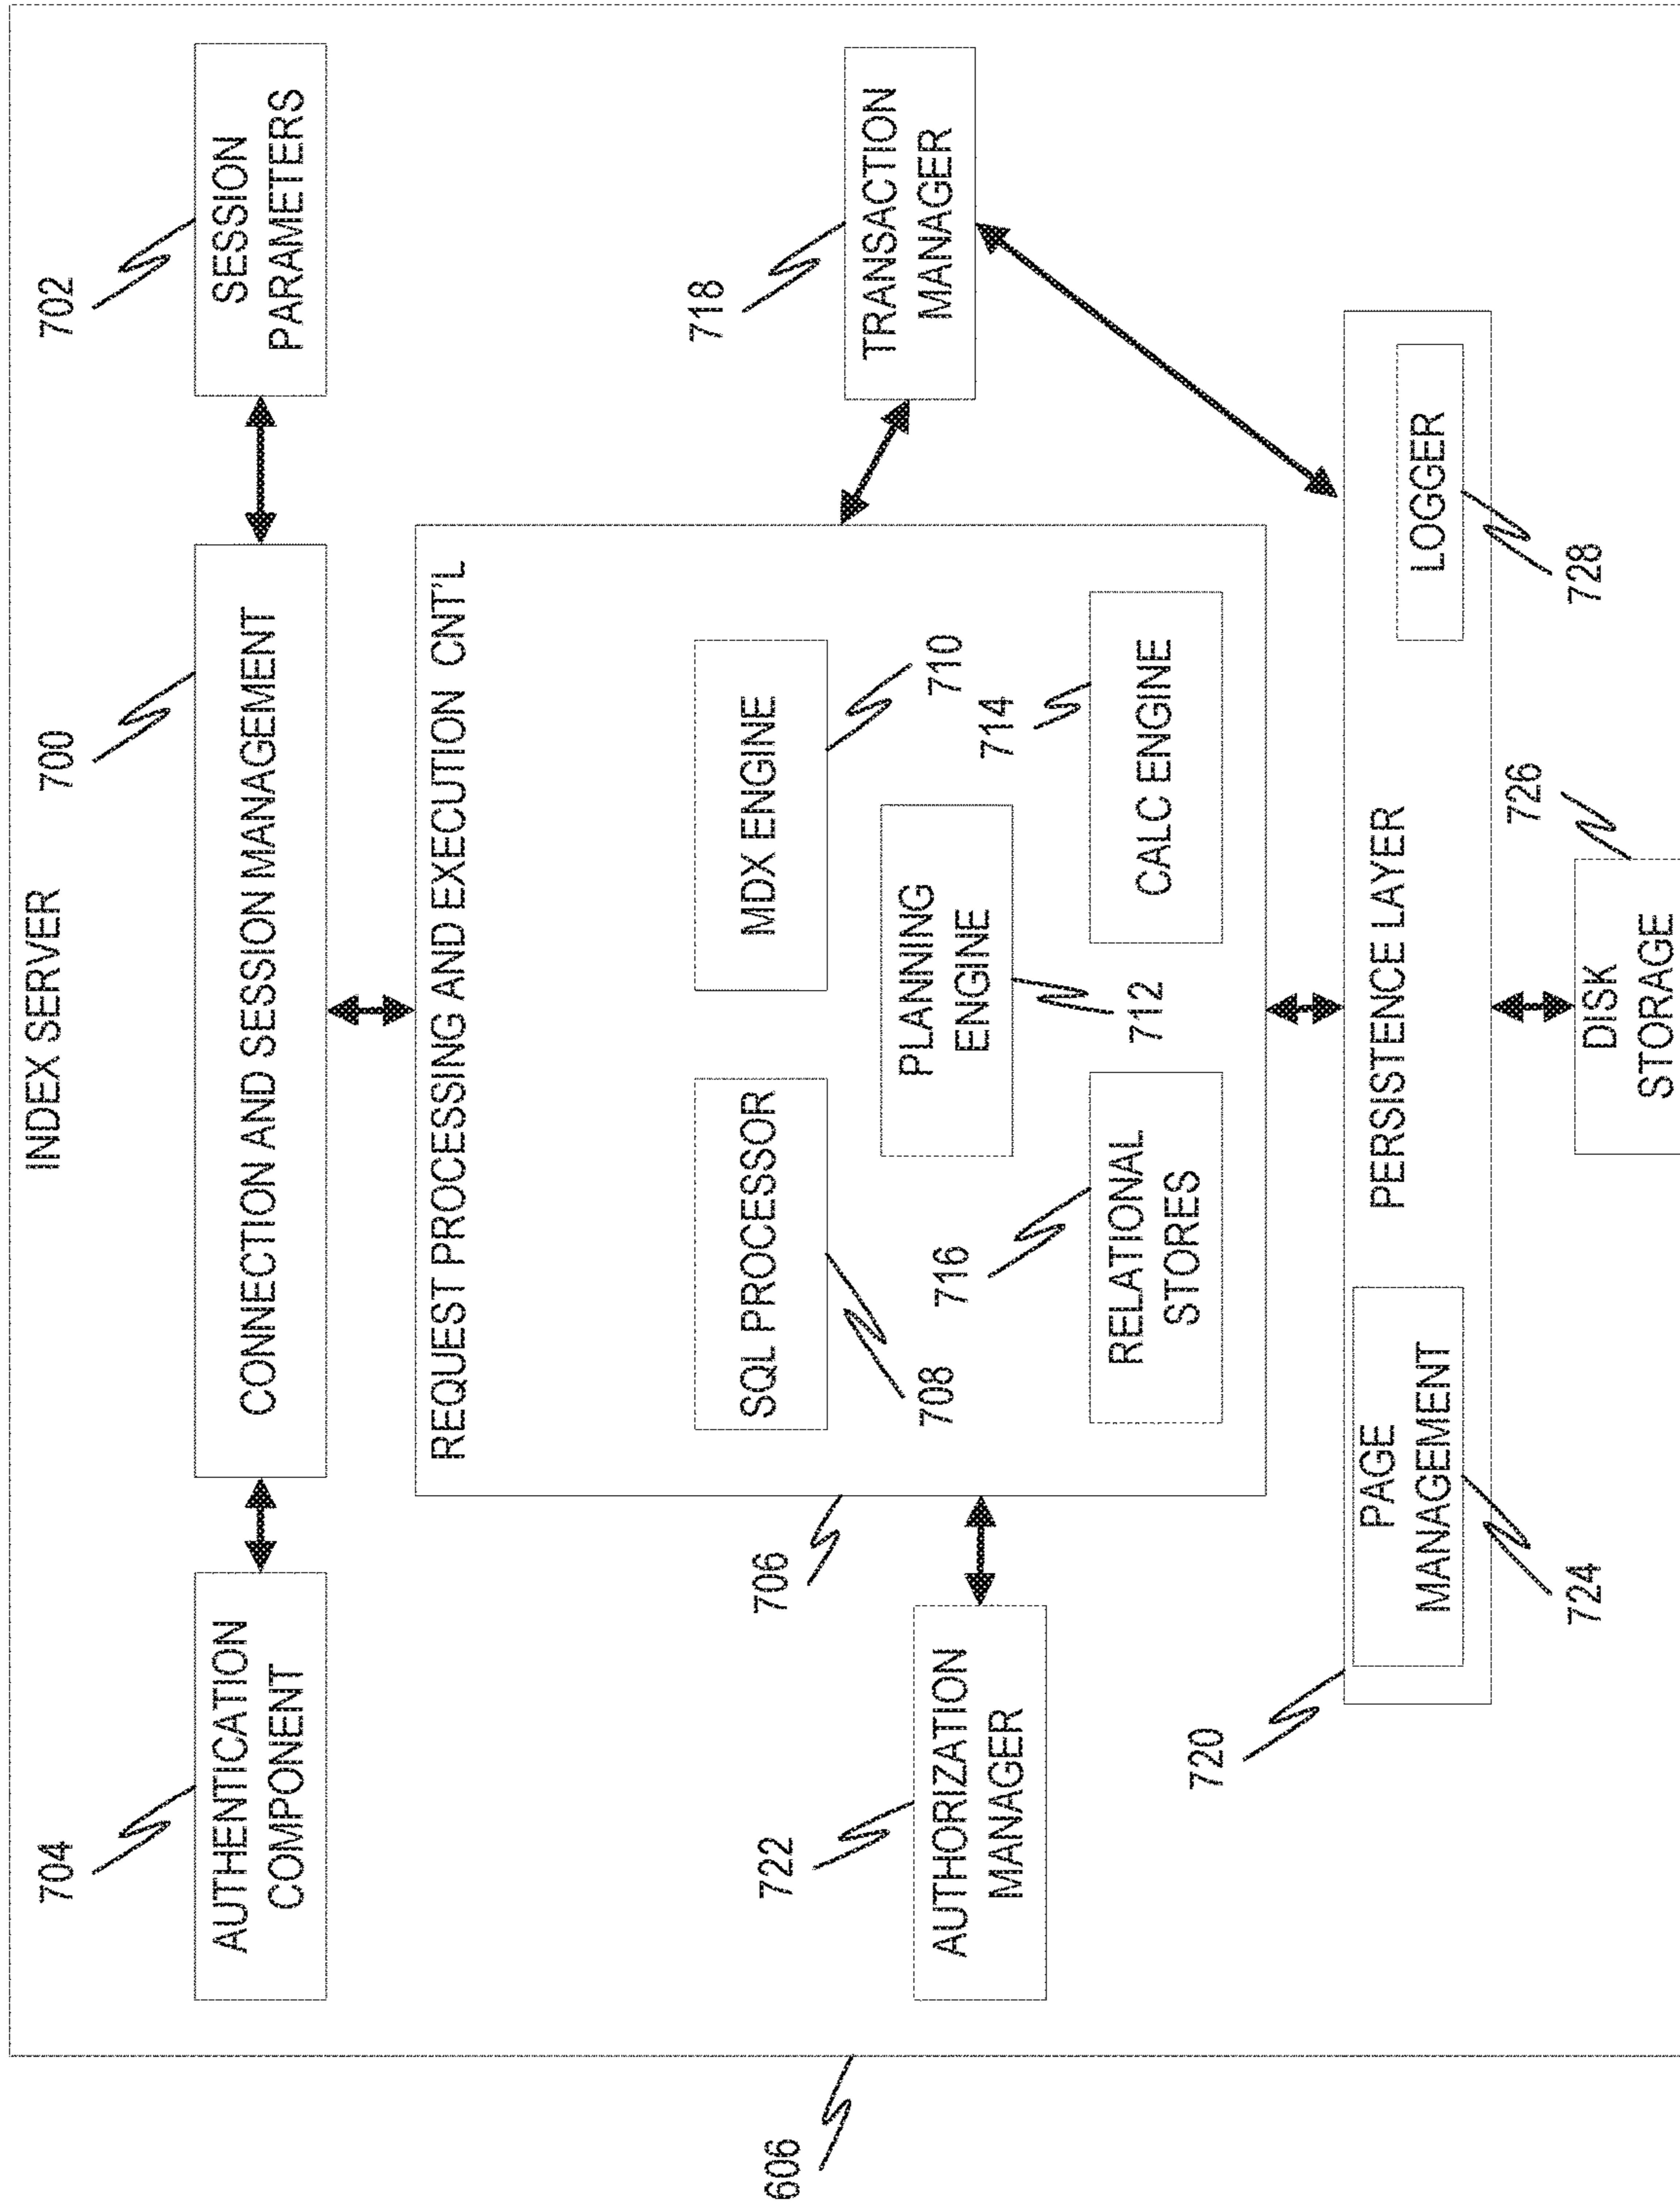 INDEX SERVER
704
700
702
AUTHENTICATION
COMPONENT
CONNECTION AND SESSION MANAGEMENT
SESSION
PARAMETERS
606
706
REQUEST PROCESSING AND EXECUTION CNT'L
718
722
AUTHORIZATION
MANAGER
SQL PROCESSOR
MDX ENGINE
TRANSACTION
MANAGER
708
710
PLANNING
ENGINE
716
712
714
RELATIONAL
STORES
CALC ENGINE
720
PAGE
MANAGEMENT
PERSISTENCE LAYER
LOGGER
724
726
728
DISK
STORAGE